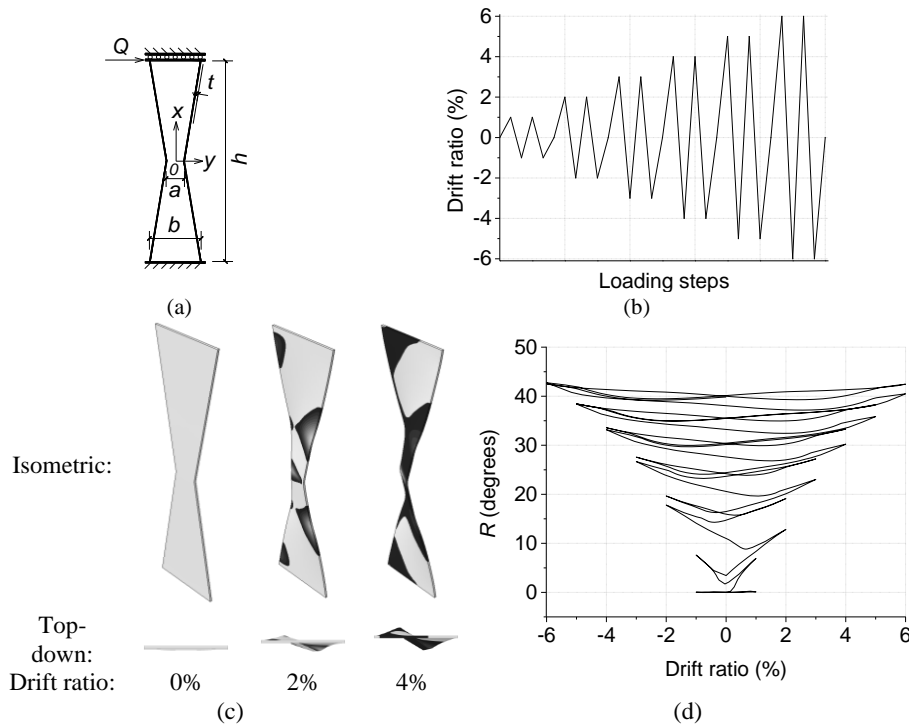 Q
t
x
0
y
h
a
b
(a)
6
4
2
0
-2
-4
-6
Drift ratio (%)
Loading steps
(b)
Isometric:
Top-
down:
Drift ratio:
0%
2%
4%
(c)
50
40
30
20
10
0
R (degrees)
-6 -4 -2 0 2 4 6
Drift ratio (%)
(d)